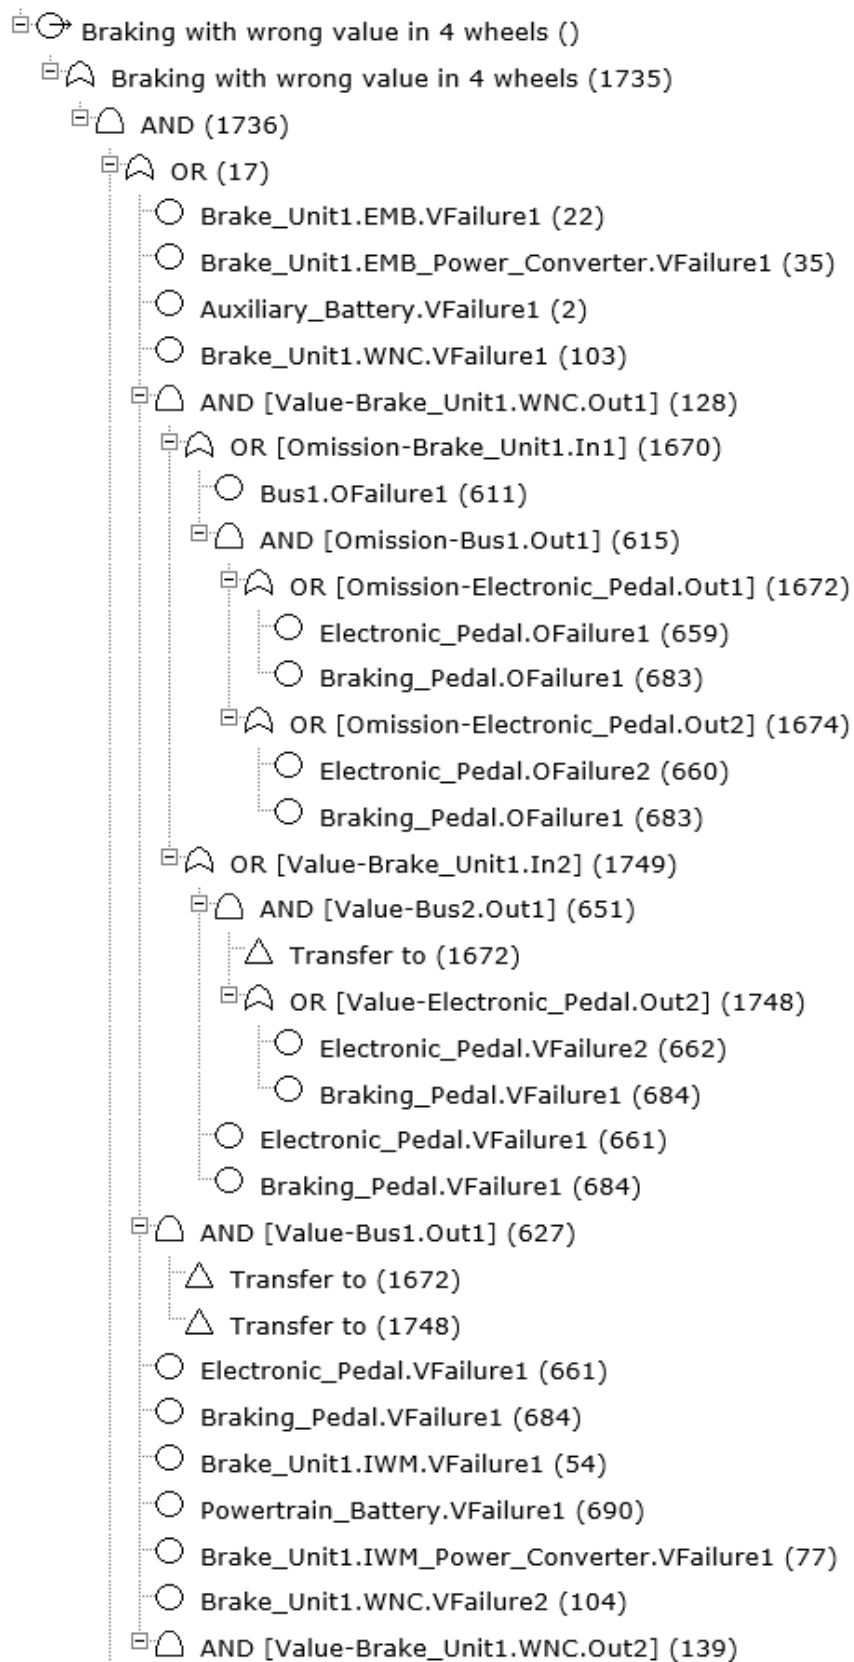 Braking with wrong value in 4 wheels ()
Braking with wrong value in 4 wheels (1735)
AND (1736)
OR (17)
Brake_Unit1.EMB.VFailure1 (22)
Brake_Unit1.EMB_Power_Converter.VFailure1 (35)
Auxiliary_Battery.VFailure1 (2)
Brake_Unit1.WNC.VFailure1 (103)
AND [Value-Brake_Unit1.WNC.Out1] (128)
OR [Omission-Brake_Unit1.In1] (1670)
Bus1.OFailure1 (611)
AND [Omission-Bus1.Out1] (615)
OR [Omission-Electronic_Pedal.Out1] (1672)
Electronic_Pedal.OFailure1 (659)
Braking_Pedal.OFailure1 (683)
OR [Omission-Electronic_Pedal.Out2] (1674)
Electronic_Pedal.OFailure2 (660)
Braking_Pedal.OFailure1 (683)
OR [Value-Brake_Unit1.In2] (1749)
AND [Value-Bus2.Out1] (651)
Transfer to (1672)
OR [Value-Electronic_Pedal.Out2] (1748)
Electronic_Pedal.VFailure2 (662)
Braking_Pedal.VFailure1 (684)
Electronic_Pedal.VFailure1 (661)
Braking_Pedal.VFailure1 (684)
AND [Value-Bus1.Out1] (627)
Transfer to (1672)
Transfer to (1748)
Electronic_Pedal.VFailure1 (661)
Braking_Pedal.VFailure1 (684)
Brake_Unit1.IWM.VFailure1 (54)
Powertrain_Battery.VFailure1 (690)
Brake_Unit1.IWM_Power_Converter.VFailure1 (77)
Brake_Unit1.WNC.VFailure2 (104)
AND [Value-Brake_Unit1.WNC.Out2] (139)